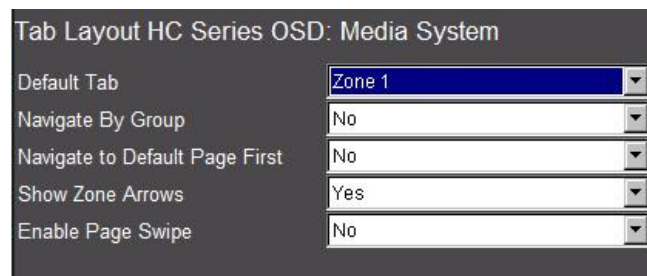 Tab Layout HC Series OSD: Media System
Default Tab Zone 1
Navigate By Group No
Navigate to Default Page First No
Show Zone Arrows Yes
Enable Page Swipe No